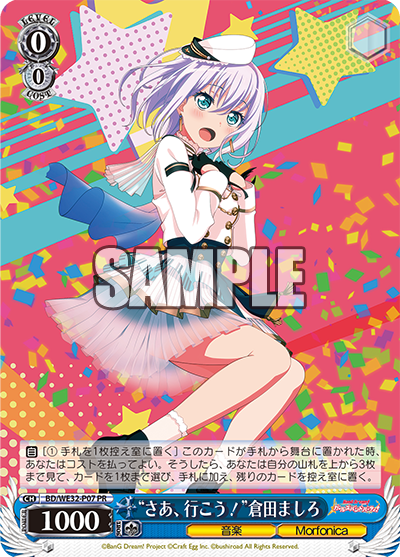 LEVEL
0
0
COST
SAMPLE
自 [① 手札を1枚控え室に置く] このカードが手札から舞台に置かれた時、
あなたはコストを払ってよい。そうしたら、あなたは自分の山札を上から3枚
まで見て、カードを1枚まで選び、手札に加え、残りのカードを控え室に置く。
CH BD/WE32-P07 PR
POWER
1000
“さあ、行こう！”倉田ましろ
音楽
Morfonica
©BanG Dream! Project ©Craft Egg Inc. ©bushiroad All Rights Reserved.